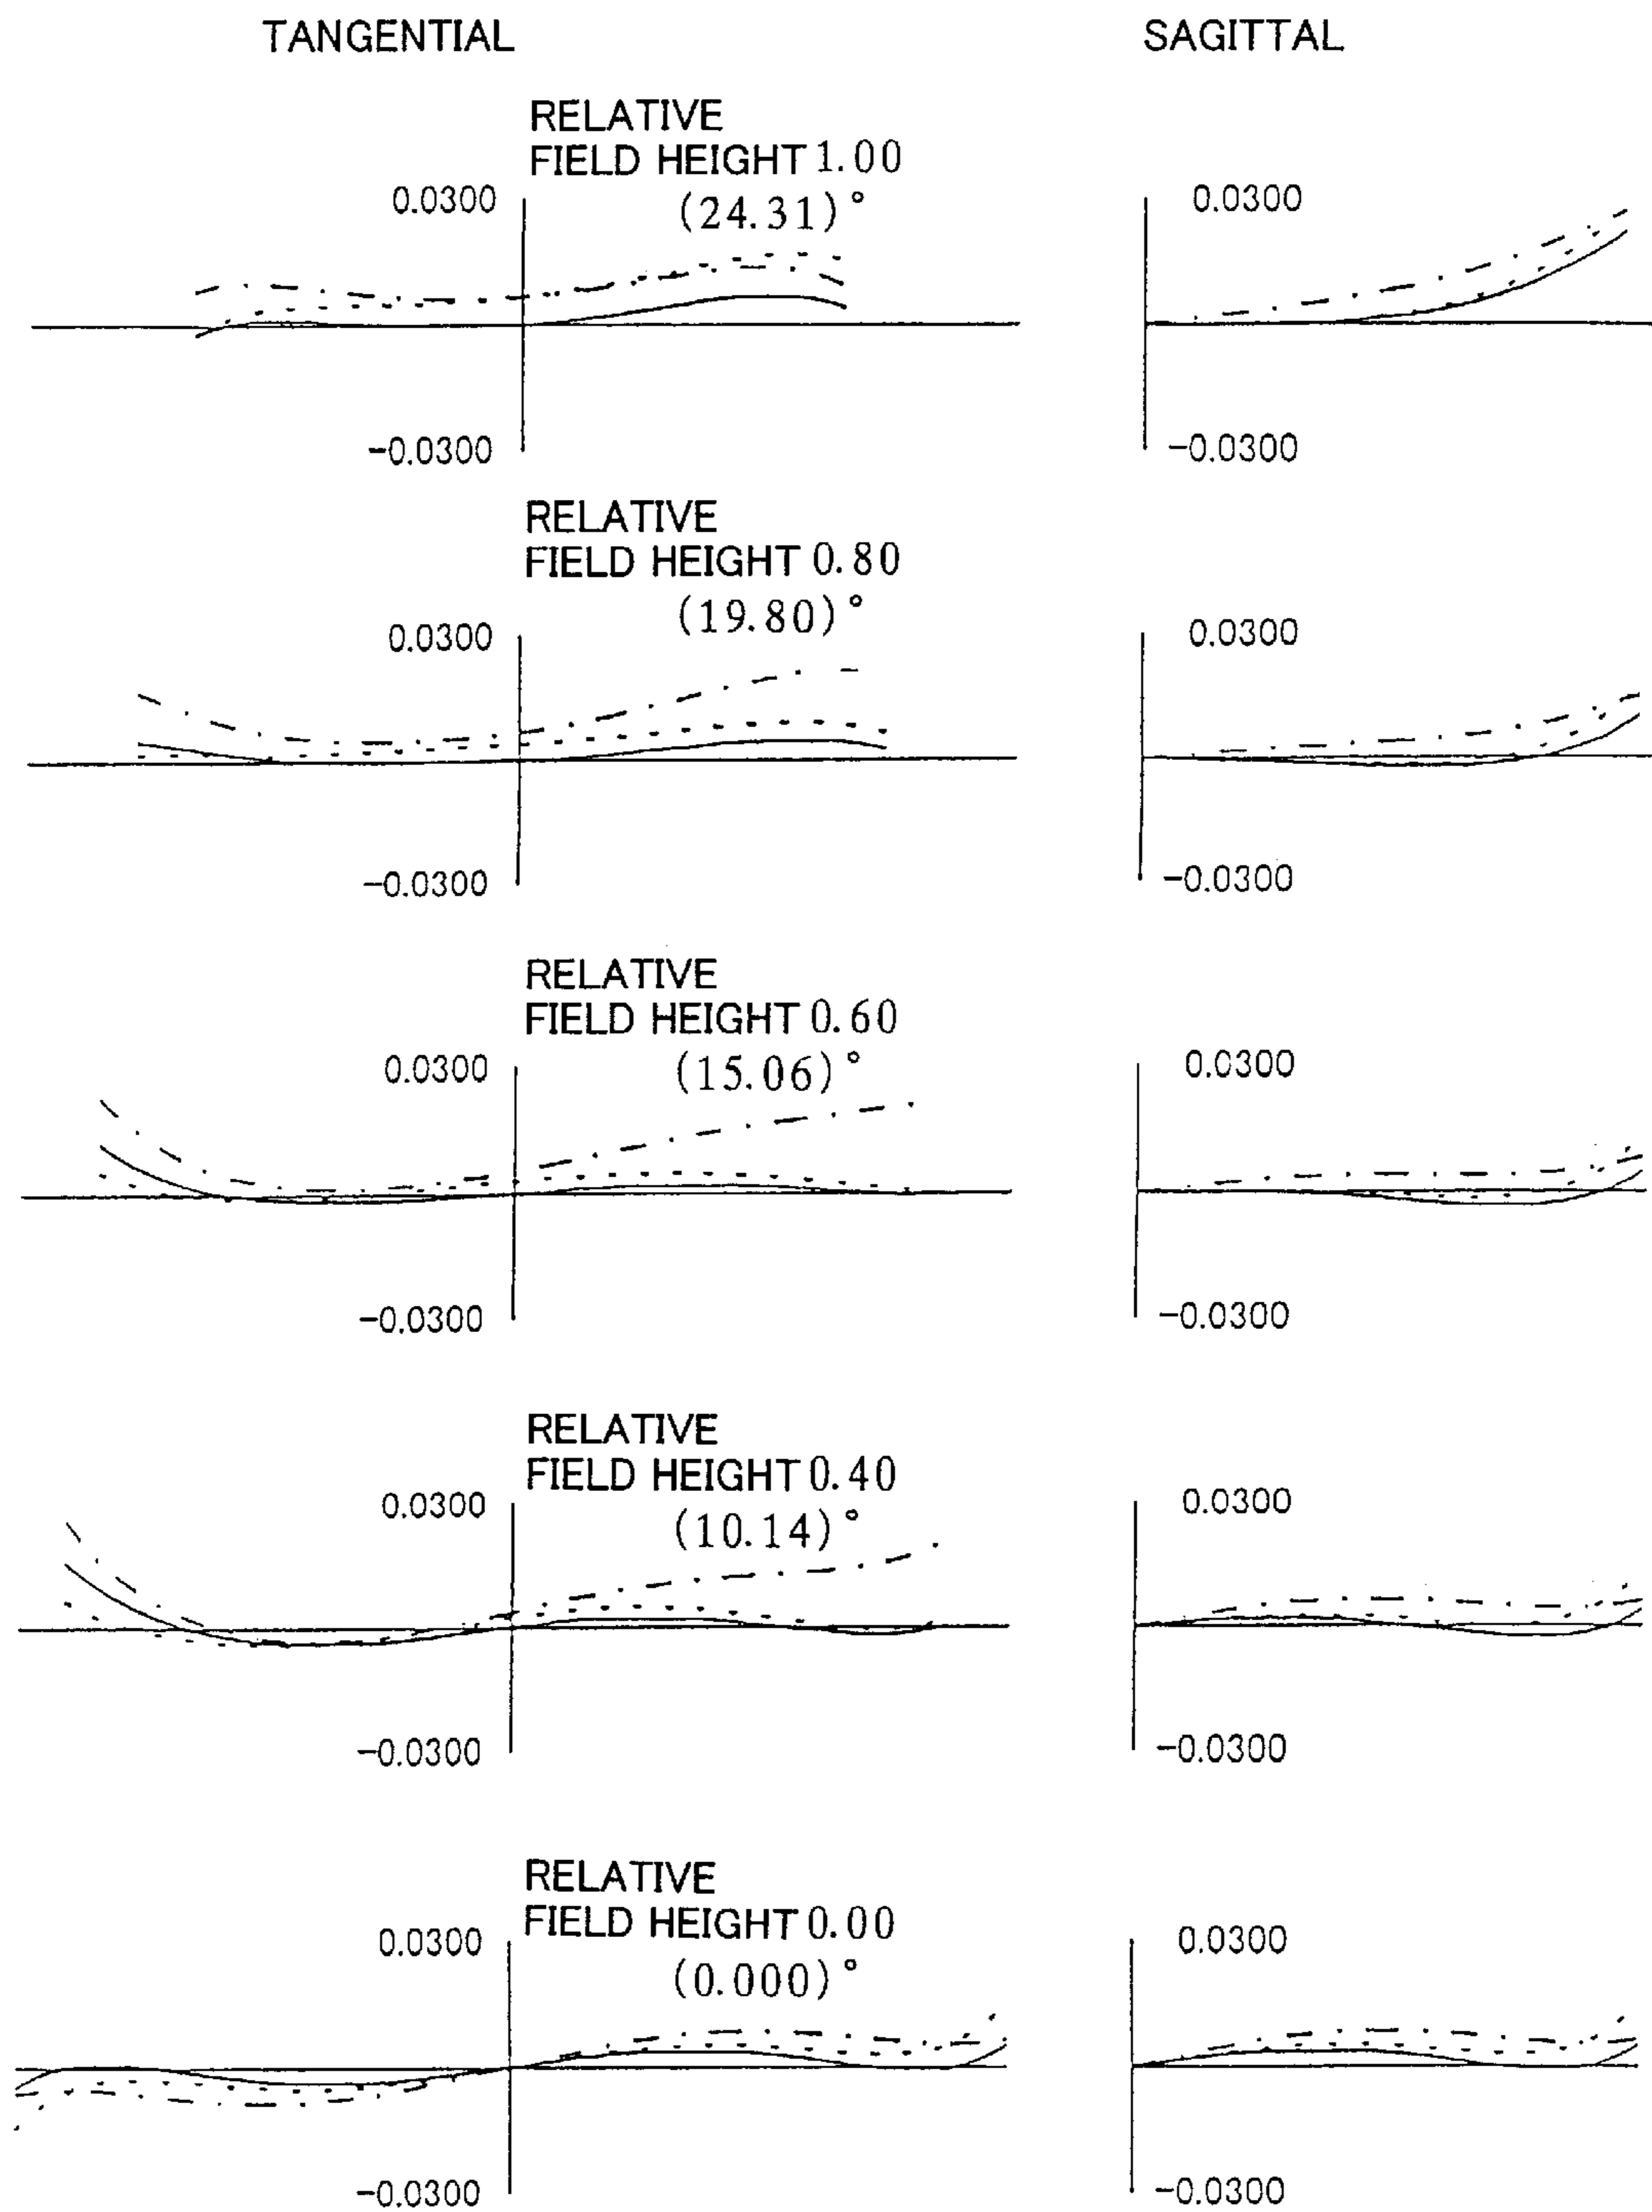 TANGENTIAL
SAGITTAL
RELATIVE
FIELD HEIGHT 1.00
(24.31)°
0.0300
-0.0300
0.0300
-0.0300
RELATIVE
FIELD HEIGHT 0.80
(19.80)°
0.0300
-0.0300
0.0300
-0.0300
RELATIVE
FIELD HEIGHT 0.60
(15.06)°
0.0300
-0.0300
0.0300
-0.0300
RELATIVE
FIELD HEIGHT 0.40
(10.14)°
0.0300
-0.0300
0.0300
-0.0300
RELATIVE
FIELD HEIGHT 0.00
(0.000)°
0.0300
-0.0300
0.0300
-0.0300